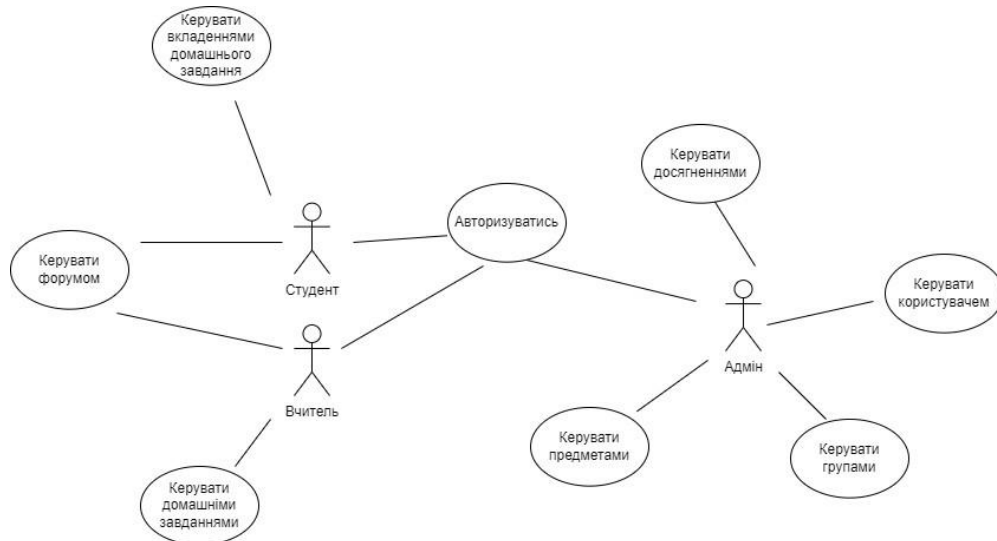 Керувати
вкладеннями
домашнього
завдання
Керувати
досягненнями
Авторизуватись
Керувати
форумом
Студент
Керувати
користувачем
Вчитель
Адмін
Керувати
предметами
Керувати
групами
Керувати
домашніми
завданнями